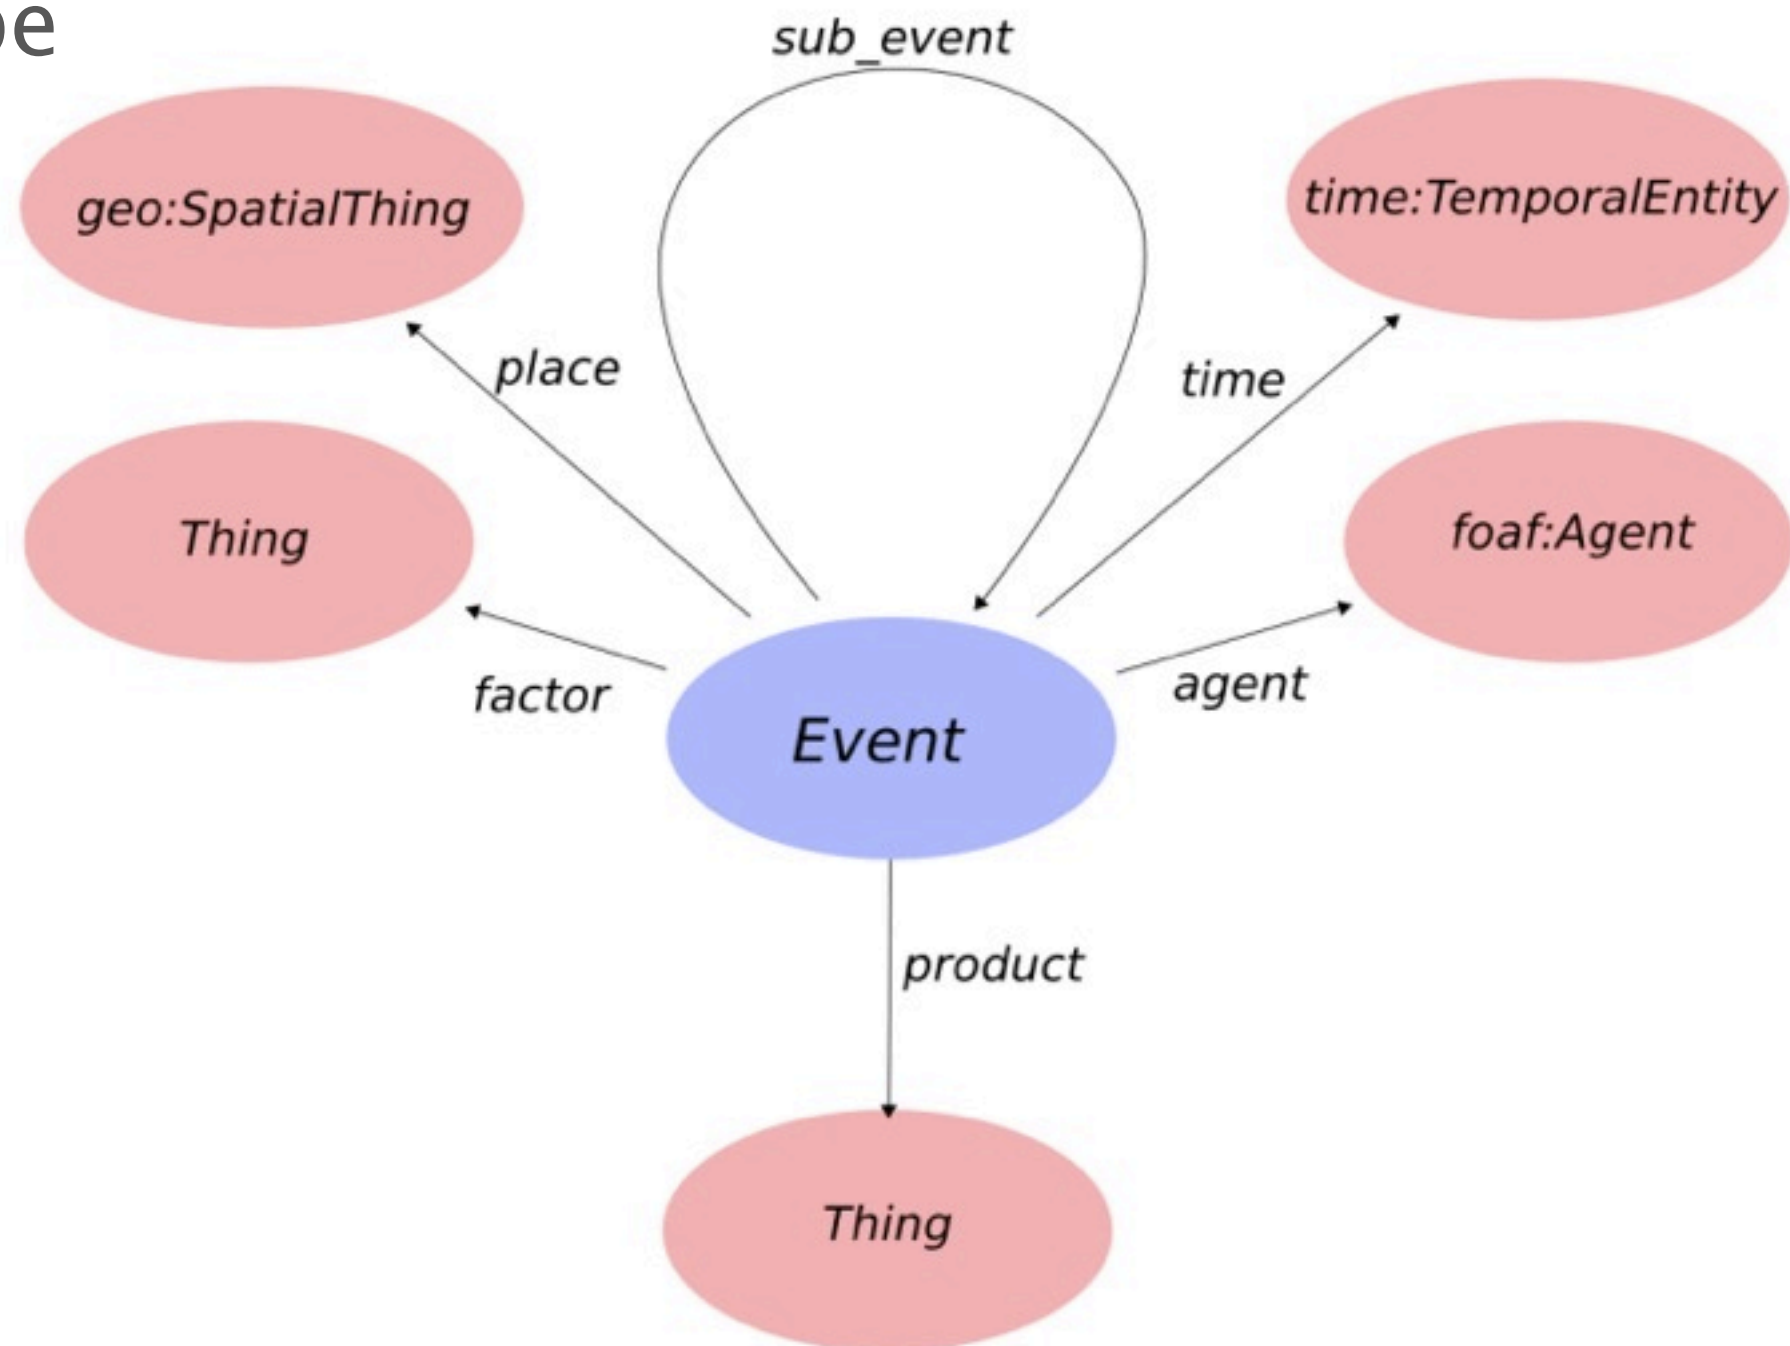 sub_event
geo:SpatialThing
time:TemporalEntity
place
time
Thing
foaf:Agent
factor
agent
Event
product
Thing